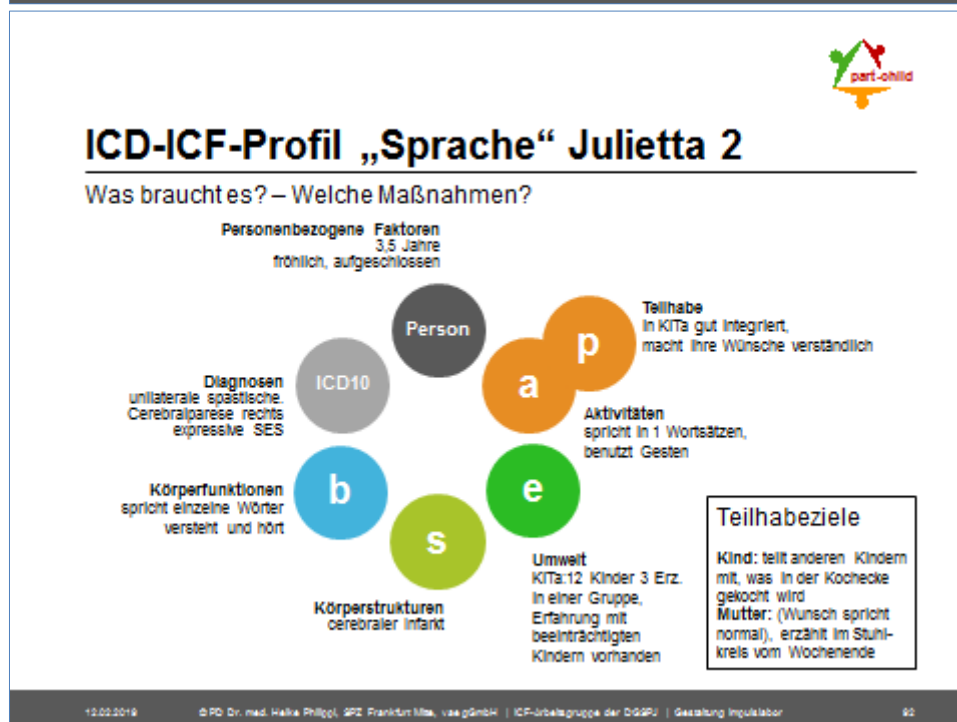 part-child
ICD-ICF-Profil „Sprache“ Julietta 2
Was braucht es? – Welche Maßnahmen?
Personenbezogene Faktoren
3,5 Jahre
fröhlich, aufgeschlossen
Person
p
Teilhabe
in KiTa gut integriert,
macht ihre Wünsche verständlich
ICD10
a
Diagnosen
unilaterale spastische.
Cerebralparese rechts
expressive SES
Aktivitäten
spricht in 1 Wortsätzen,
benutzt Gesten
b
Körperfunktionen
spricht einzelne Wörter
versteht und hört
e
s
Körperstrukturen
cerebraler Infarkt
Umwelt
KiTa:12 Kinder 3 Erz.
in einer Gruppe,
Erfahrung mit
beeinträchtigten
Kindern vorhanden
Teilhabeziele
Kind: teilt anderen Kindern
mit, was in der Kochecke
gekocht wird
Mutter: (Wunsch spricht
normal), erzählt im Stuhl-
kreis vom Wochenende
12.02.2019 © PD Dr. med. Heike Philippi, SPZ Frankfurt Mitte, vae gGmbH | ICF-Arbeitsgruppe der DGSPJ | Gestaltung Impulslabor 92